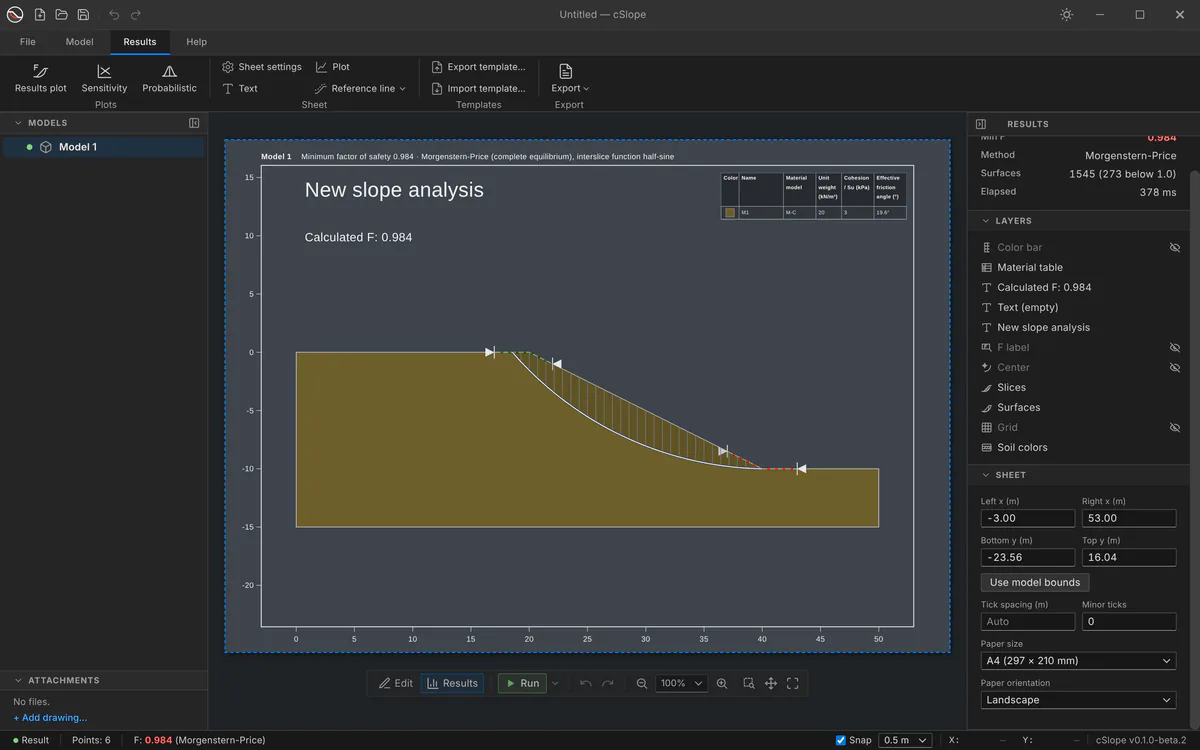 Untitled — cSlope
File Model Results Help
Results plot Sensitivity Probabilistic
Plots
Sheet settings Plot
Text Reference line
Sheet
Export template...
Import template...
Templates
Export
Export
MODELS
Model 1
ATTACHMENTS
No files.
+ Add drawing...
Model 1 Minimum factor of safety 0.984 · Morgenstern-Price (complete equilibrium), interslice function half-sine
New slope analysis
Calculated F: 0.984
Color Name Material model Unit weight (kN/m³) Cohesion / Su (kPa) Effective friction angle (°)
M1 M-C 20 3 19.6°
15
10
5
0
-5
-10
-15
-20
0 5 10 15 20 25 30 35 40 45 50
Edit Results Run 100%
RESULTS
Min F 0.984
Method Morgenstern-Price
Surfaces 1545 (273 below 1.0)
Elapsed 378 ms
LAYERS
Color bar
Material table
Calculated F: 0.984
Text (empty)
New slope analysis
F label
Center
Slices
Surfaces
Grid
Soil colors
SHEET
Left x (m) Right x (m)
-3.00 53.00
Bottom y (m) Top y (m)
-23.56 16.04
Use model bounds
Tick spacing (m) Minor ticks
Auto 0
Paper size
A4 (297 × 210 mm)
Paper orientation
Landscape
Result Points: 6 F: 0.984 (Morgenstern-Price) Snap 0.5 m X: – Y: – cSlope v0.1.0-beta.2